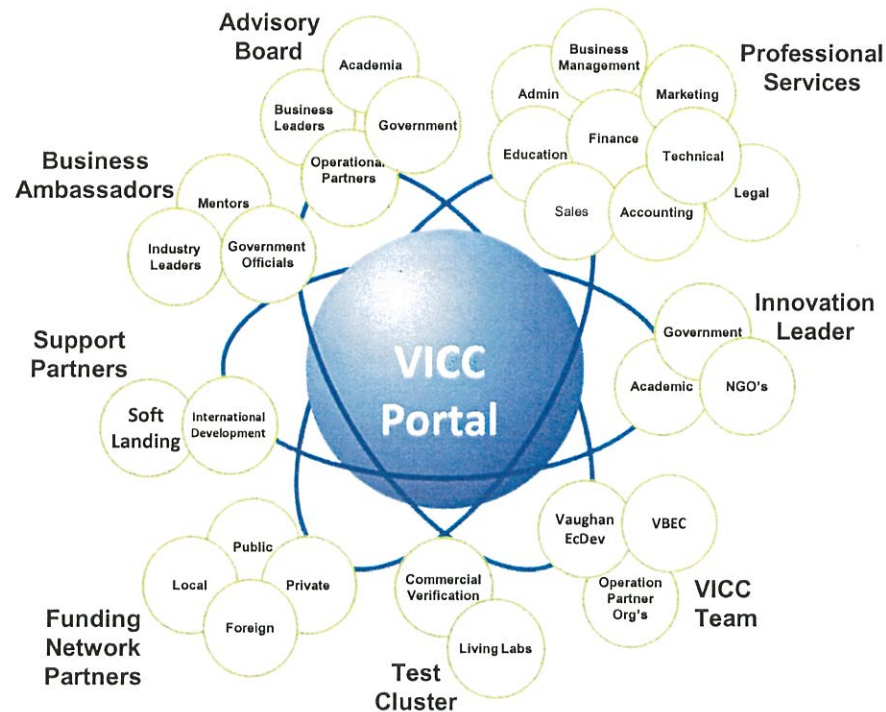 Advisory
Board
Academia
Business
Leaders
Government
Operational
Partners
Professional
Services
Business
Management
Admin
Marketing
Finance
Education
Technical
Sales
Accounting
Legal
Business
Ambassadors
Mentors
Industry
Leaders
Government
Officials
Innovation
Leader
Government
Academic
NGO's
Support
Partners
Soft
Landing
International
Development
VICC
Portal
Vaughan
EcDev
VBEC
Operation
Partner
Org's
VICC
Team
Public
Local
Private
Foreign
Funding
Network
Partners
Commercial
Verification
Living Labs
Test
Cluster